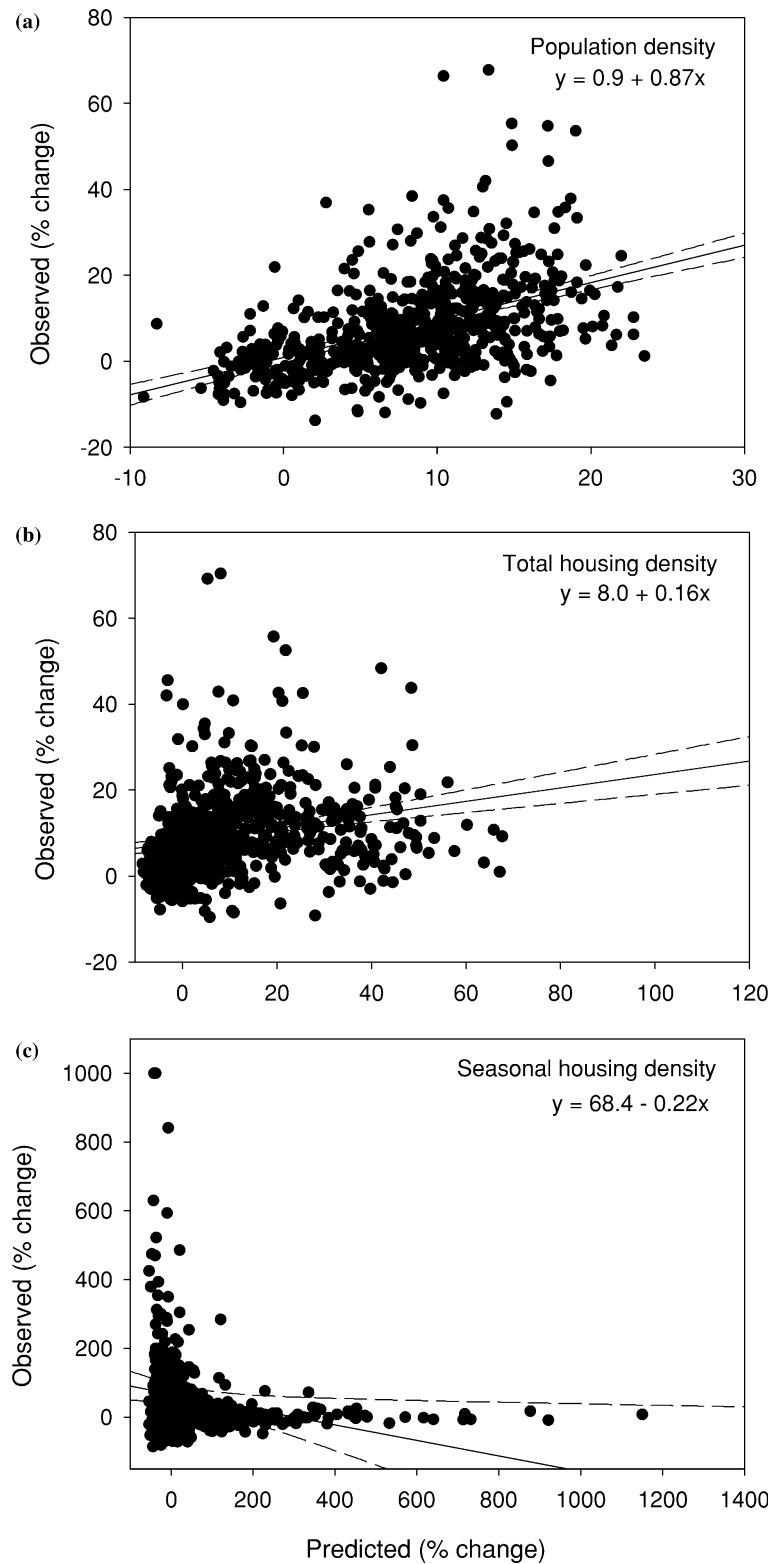 (a)
80
Population density
y = 0.9 + 0.87x
60
40
20
0
-20
Observed (% change)
-10 0 10 20 30
(b)
80
Total housing density
y = 8.0 + 0.16x
60
40
20
0
-20
Observed (% change)
0 20 40 60 80 100 120
(c)
Seasonal housing density
1000
y = 68.4 - 0.22x
800
600
400
200
0
Observed (% change)
0 200 400 600 800 1000 1200 1400
Predicted (% change)